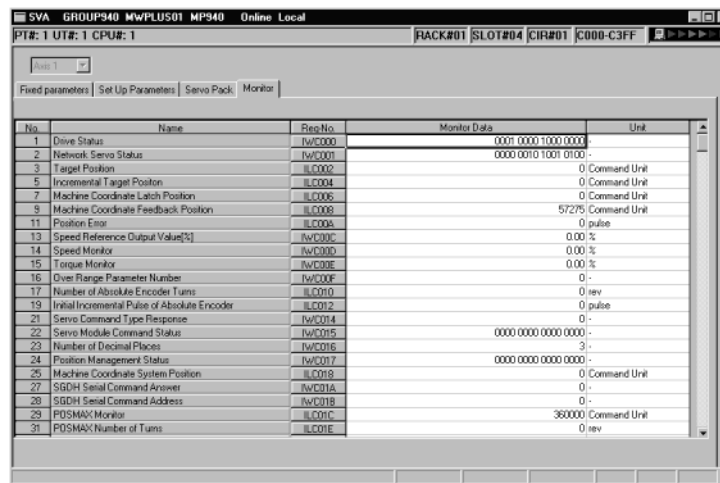 SVA GROUP940 MWPLUS01 MP940 Online Local
PT#: 1 UT#: 1 CPU#: 1 RACK#01 SLOT#04 CIR#01 C000-C3FF
Axis 1
Fixed parameters Set Up Parameters Servo Pack Monitor
No. Name Reg-No. Monitor Data Unit
1 Drive Status IWC000 0001 0000 1000 0000 -
2 Network Servo Status IWC001 0000 0010 1001 0100 -
3 Target Position ILC002 0 Command Unit
5 Incremental Target Positon ILC004 0 Command Unit
7 Machine Coordinate Latch Position ILC006 0 Command Unit
9 Machine Coordinate Feedback Position ILC008 57275 Command Unit
11 Position Error ILC00A 0 pulse
13 Speed Reference Output Value[%] IWC00C 0.00 %
14 Speed Monitor IWC00D 0.00 %
15 Torque Monitor IWC00E 0.00 %
16 Over Range Parameter Number IWC00F 0 -
17 Number of Absolute Encoder Turns ILC010 0 rev
19 Initial Incremental Pulse of Absolute Encoder ILC012 0 pulse
21 Servo Command Type Response IWC014 0 -
22 Servo Module Command Status IWC015 0000 0000 0000 0000 -
23 Number of Decimal Places IWC016 3 -
24 Position Management Status IWC017 0000 0000 0000 0000 -
25 Machine Coordinate System Position ILC018 0 Command Unit
27 SGDH Serial Command Answer IWC01A 0 -
28 SGDH Serial Command Address IWC01B 0 -
29 POSMAX Monitor ILC01C 360000 Command Unit
31 POSMAX Number of Turns ILC01E 0 rev